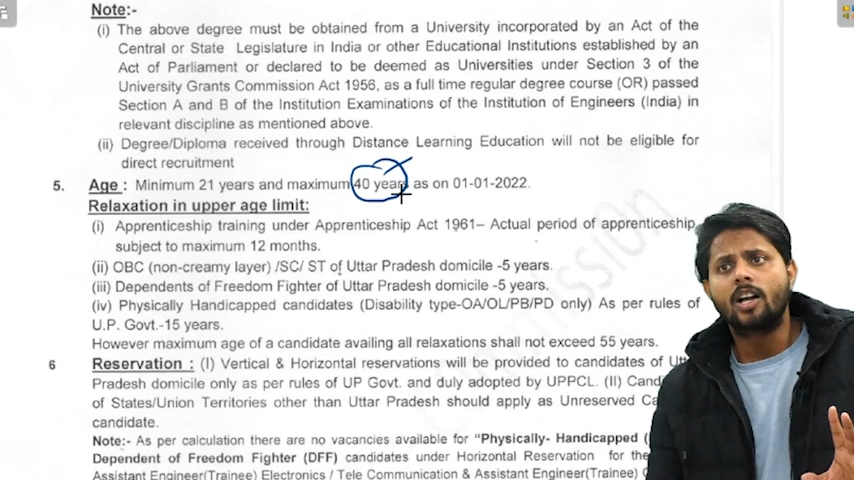 Note:-
(i) The above degree must be obtained from a University incorporated by an Act of the
Central or State Legislature in India or other Educational Institutions established by an
Act of Parliament or declared to be deemed as Universities under Section 3 of the
University Grants Commission Act 1956, as a full time regular degree course (OR) passed
Section A and B of the Institution Examinations of the Institution of Engineers (India) in
relevant discipline as mentioned above.
(ii) Degree/Diploma received through Distance Learning Education will not be eligible for
direct recruitment
5. Age : Minimum 21 years and maximum 40 years as on 01-01-2022.
Relaxation in upper age limit:
(i) Apprenticeship training under Apprenticeship Act 1961– Actual period of apprenticeship
subject to maximum 12 months.
(ii) OBC (non-creamy layer) /SC/ ST of Uttar Pradesh domicile -5 years.
(iii) Dependents of Freedom Fighter of Uttar Pradesh domicile -5 years.
(iv) Physically Handicapped candidates (Disability type-OA/OL/PB/PD only) As per rules of
U.P. Govt.-15 years.
However maximum age of a candidate availing all relaxations shall not exceed 55 years.
6 Reservation : (I) Vertical & Horizontal reservations will be provided to candidates of Utt
Pradesh domicile only as per rules of UP Govt. and duly adopted by UPPCL. (II) Cand
of States/Union Territories other than Uttar Pradesh should apply as Unreserved Ca
candidate.
Note:- As per calculation there are no vacancies available for "Physically- Handicapped (
Dependent of Freedom Fighter (DFF) candidates under Horizontal Reservation for the
Assistant Engineer(Trainee) Electronics / Tele Communication & Assistant Engineer(Trainee)